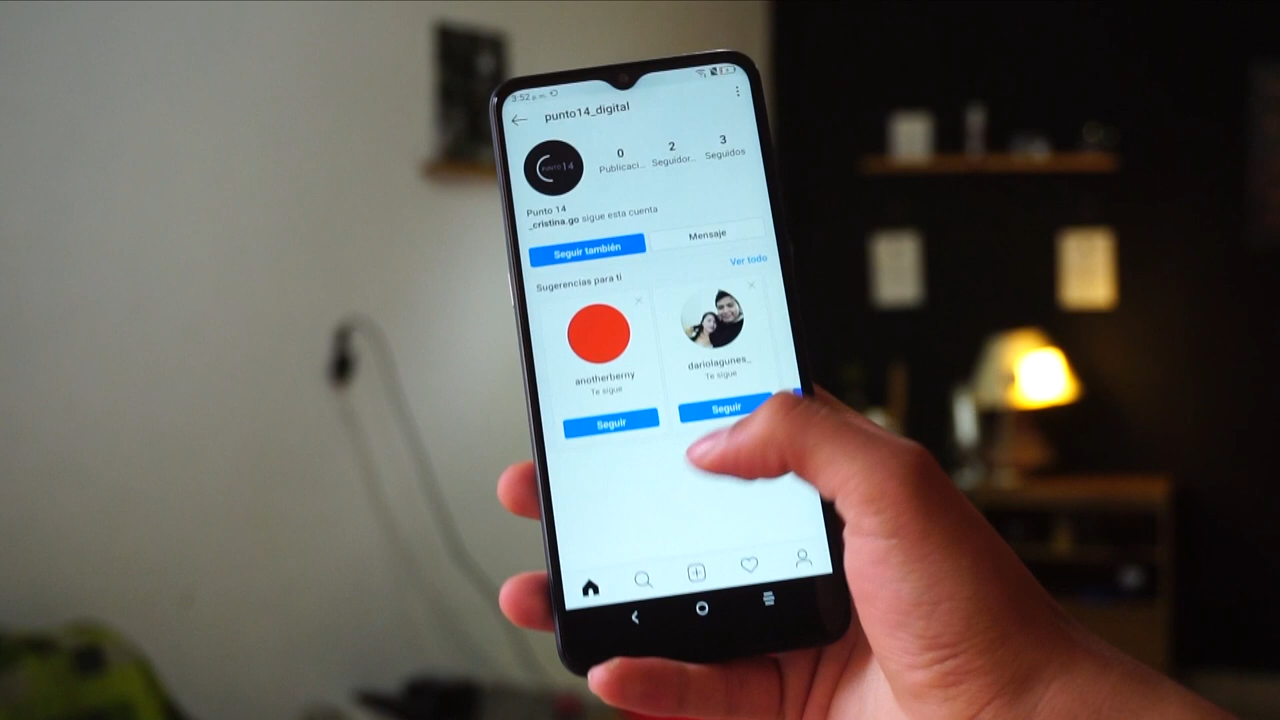 3:52 p. m.
punto14_digital
PUNTO 14
0 2 3
Publicaci... Seguidor... Seguidos
Punto 14
_cristina.go sigue esta cuenta
Seguir también Mensaje
Sugerencias para ti Ver todo
anotherberny dariolagunes_
Te sigue Te sigue
Seguir Seguir